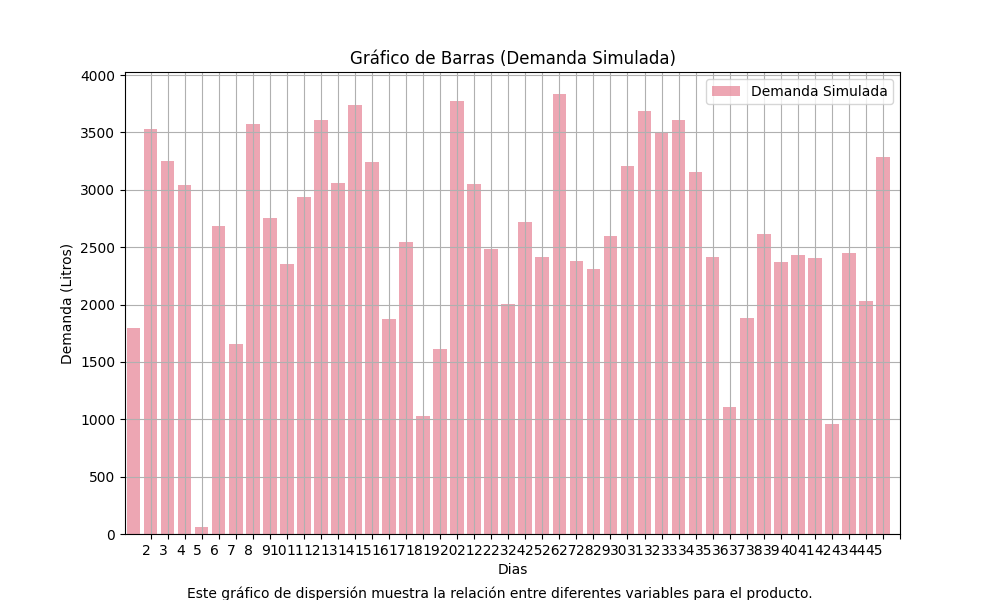 Gráfico de Barras (Demanda Simulada)
Demanda Simulada
4000
3500
3000
2500
2000
1500
1000
500
0
Demanda (Litros)
2 3 4 5 6 7 8 9 10 11 12 13 14 15 16 17 18 19 20 21 22 23 24 25 26 27 28 29 30 31 32 33 34 35 36 37 38 39 40 41 42 43 44 45
Dias
Este gráfico de dispersión muestra la relación entre diferentes variables para el producto.